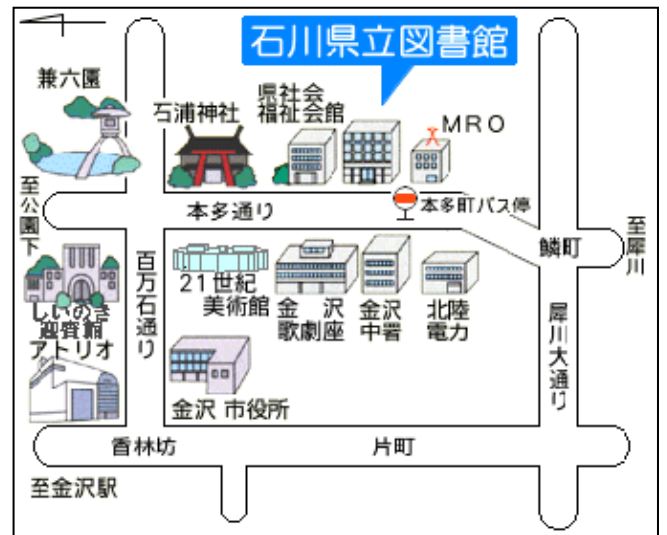 石川県立図書館
兼六園
石浦神社
県社会
福祉会館
MRO
至公園下
本多通り
本多町バス停
鱗町
至犀川
しいのき
迎賓館
百万石通り
21世紀
美術館
金沢
歌劇座
金沢
中署
北陸
電力
犀川大通り
アトリオ
金沢市役所
香林坊
片町
至金沢駅